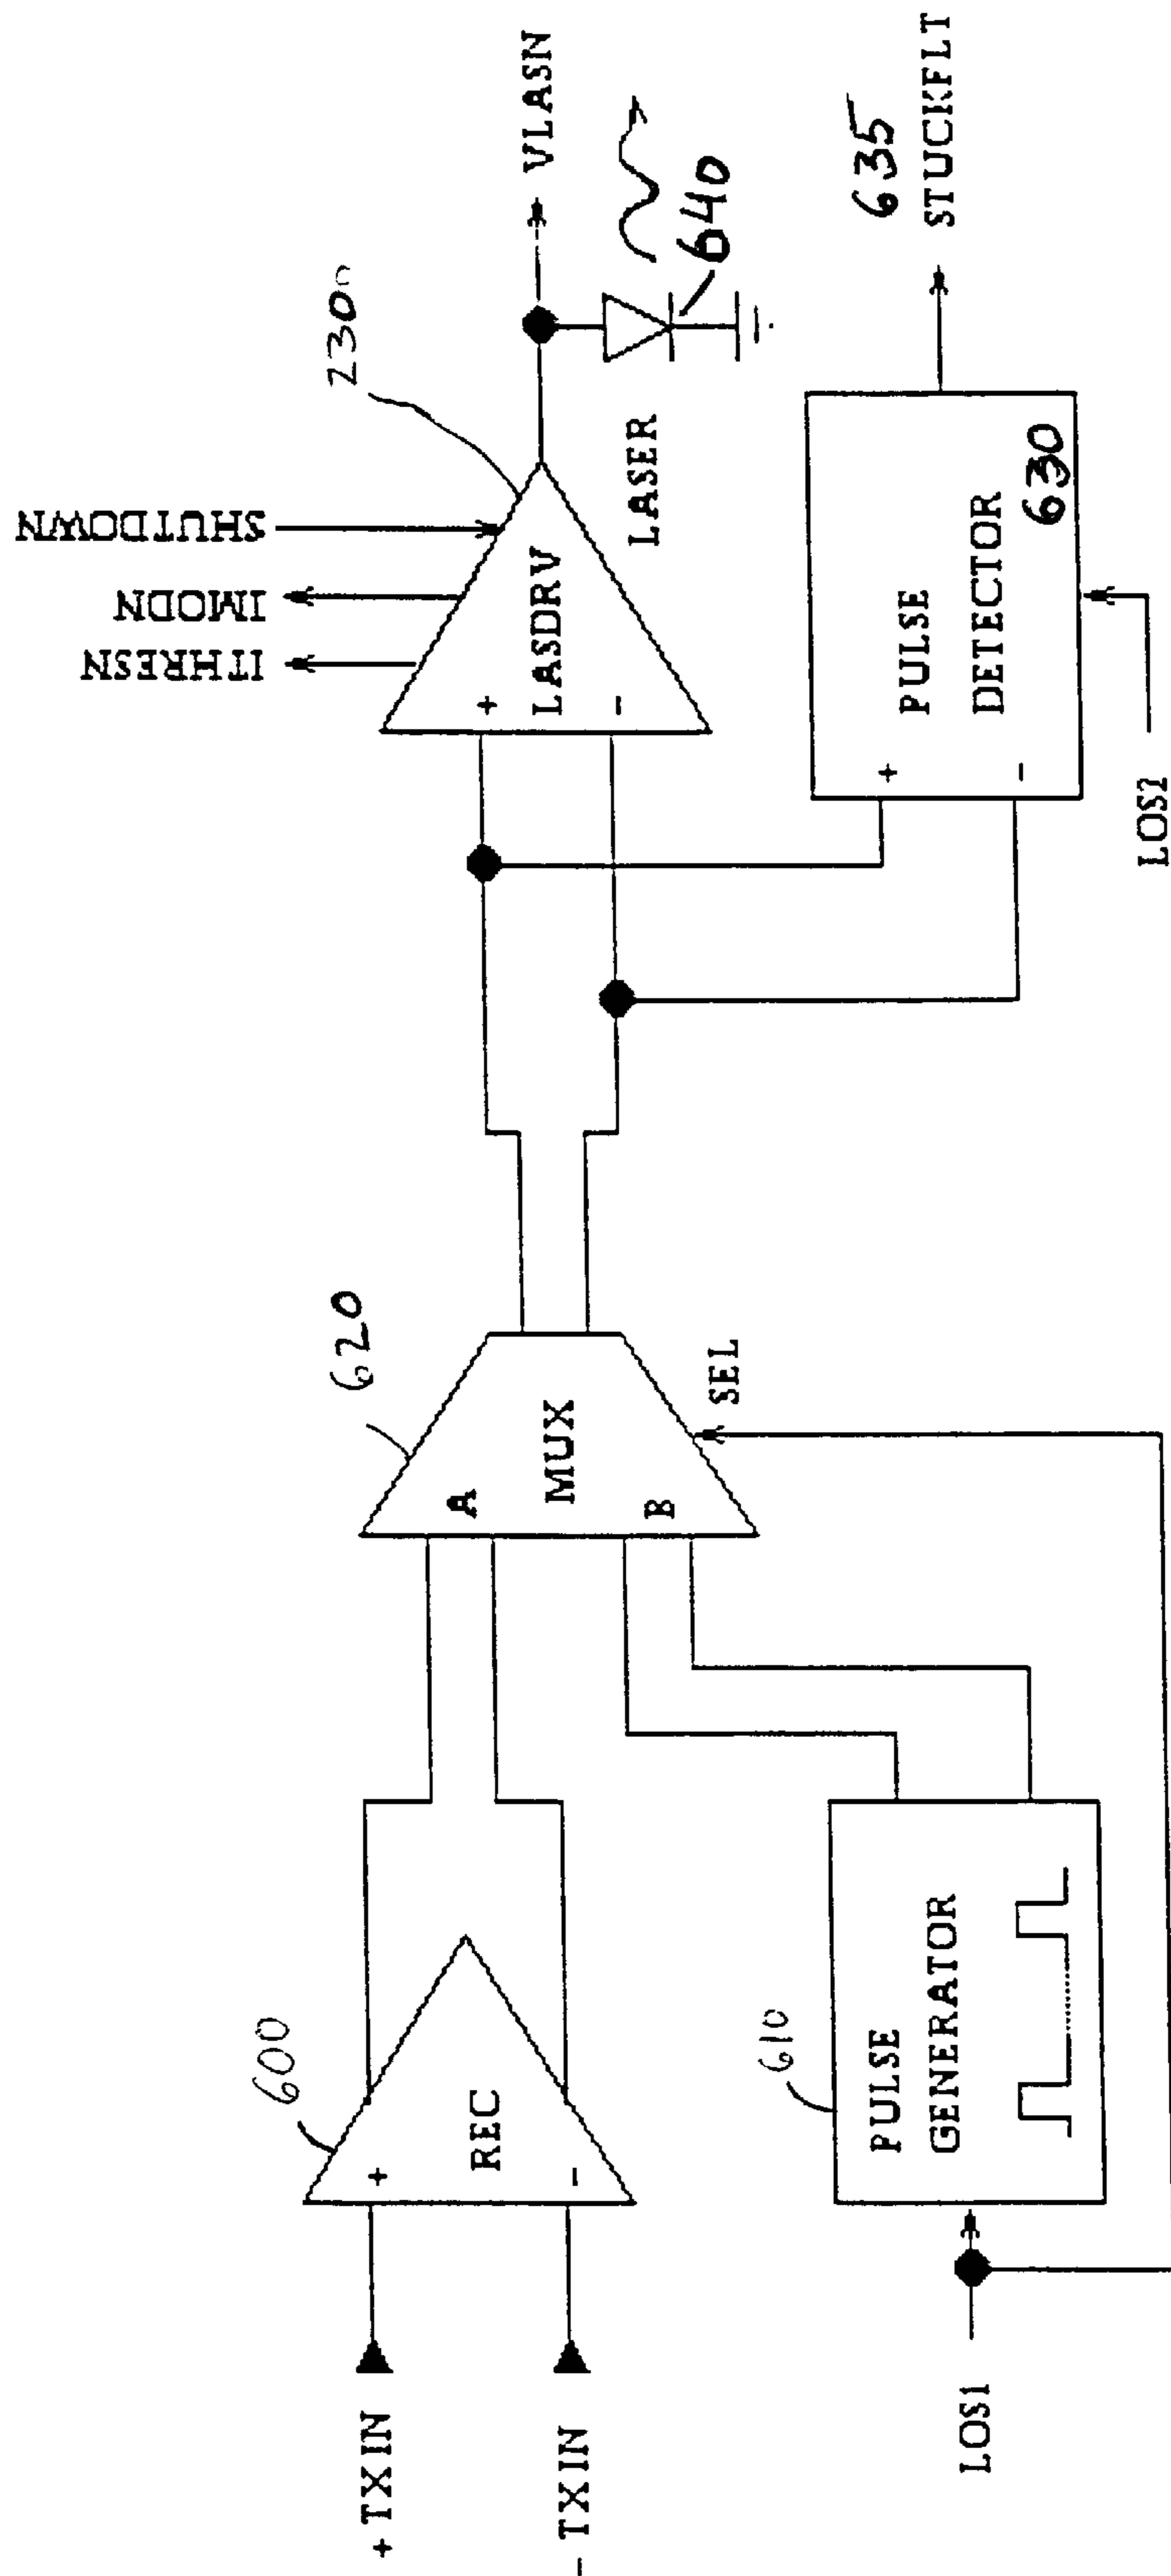 + TXIN
- TXIN
600
+
REC
-
LOS1
610
PULSE
GENERATOR
620
A
MUX
B
SEL
ITHRESN
IMODN
SHUTDOWN
230
+
LASDRV
-
VLASN
LASER
640
+
PULSE
DETECTOR
-
630
LOS2
635
STUCKFLT